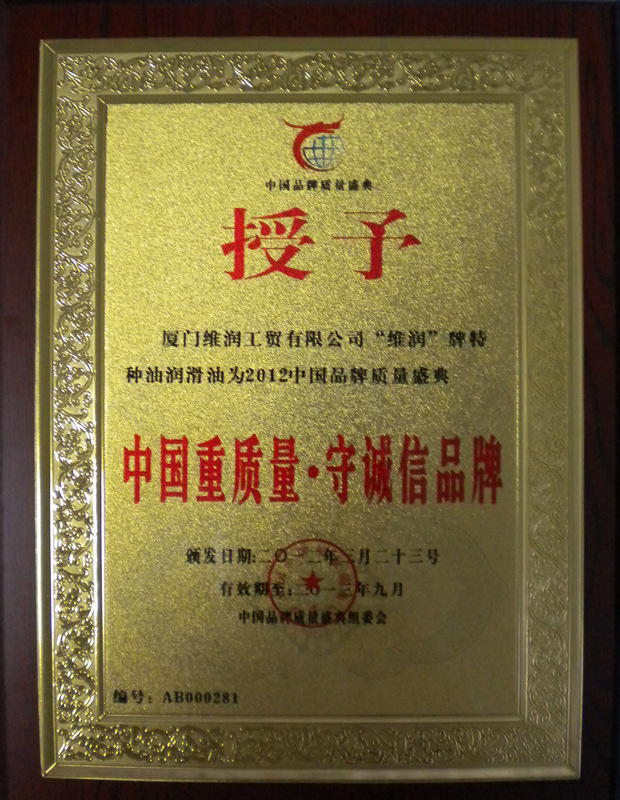 中国品牌质量盛典
授予
厦门维润工贸有限公司“维润”牌特
种油润滑油为2012中国品牌质量盛典
中国重质量·守诚信品牌
颁发日期:二〇一二年三月二十三号
有效期至:二〇一三年九月
中国品牌质量盛典组委会
编号：AB000281